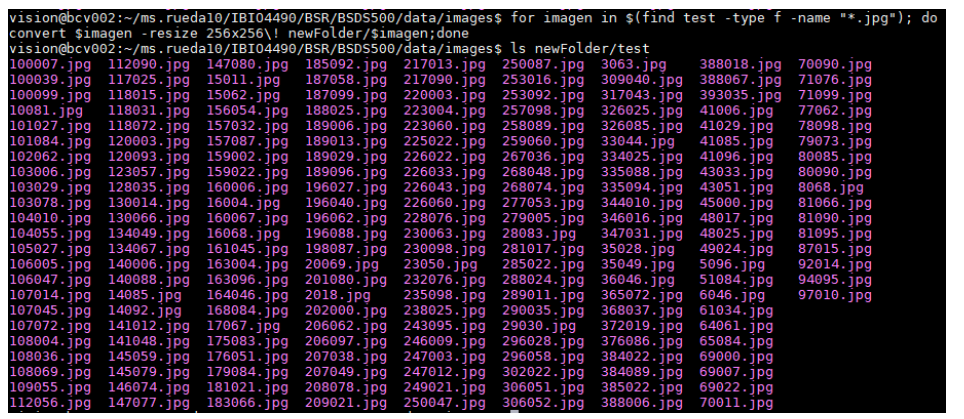 vision@bcv002:~/ms.rueda10/IBIO4490/BSR/BSDS500/data/images$ for imagen in $(find test -type f -name "*.jpg"); do
convert $imagen -resize 256x256\! newFolder/$imagen;done
vision@bcv002:~/ms.rueda10/IBIO4490/BSR/BSDS500/data/images$ ls newFolder/test
100007.jpg 112090.jpg 147080.jpg 185092.jpg 217013.jpg 250087.jpg 3063.jpg 388018.jpg 70090.jpg
100039.jpg 117025.jpg 15011.jpg 187058.jpg 217090.jpg 253016.jpg 309040.jpg 388067.jpg 71076.jpg
100099.jpg 118015.jpg 15062.jpg 187099.jpg 220003.jpg 253092.jpg 317043.jpg 393035.jpg 71099.jpg
10081.jpg 118031.jpg 156054.jpg 188025.jpg 223004.jpg 257098.jpg 326025.jpg 41006.jpg 77062.jpg
101027.jpg 118072.jpg 157032.jpg 189006.jpg 223060.jpg 258089.jpg 326085.jpg 41029.jpg 78098.jpg
101084.jpg 120003.jpg 157087.jpg 189013.jpg 225022.jpg 259060.jpg 33044.jpg 41085.jpg 79073.jpg
102062.jpg 120093.jpg 159002.jpg 189029.jpg 226022.jpg 267036.jpg 334025.jpg 41096.jpg 80085.jpg
103006.jpg 123057.jpg 159022.jpg 189096.jpg 226033.jpg 268048.jpg 335088.jpg 43033.jpg 80090.jpg
103029.jpg 128035.jpg 160006.jpg 196027.jpg 226043.jpg 268074.jpg 335094.jpg 43051.jpg 8068.jpg
103078.jpg 130014.jpg 16004.jpg 196040.jpg 226060.jpg 277053.jpg 344010.jpg 45000.jpg 81066.jpg
104010.jpg 130066.jpg 160067.jpg 196062.jpg 228076.jpg 279005.jpg 346016.jpg 48017.jpg 81090.jpg
104055.jpg 134049.jpg 16068.jpg 196088.jpg 230063.jpg 28083.jpg 347031.jpg 48025.jpg 81095.jpg
105027.jpg 134067.jpg 161045.jpg 198087.jpg 230098.jpg 281017.jpg 35028.jpg 49024.jpg 87015.jpg
106005.jpg 140006.jpg 163004.jpg 20069.jpg 23050.jpg 285022.jpg 35049.jpg 5096.jpg 92014.jpg
106047.jpg 140088.jpg 163096.jpg 201080.jpg 232076.jpg 288024.jpg 36046.jpg 51084.jpg 94095.jpg
107014.jpg 14085.jpg 164046.jpg 2018.jpg 235098.jpg 289011.jpg 365072.jpg 6046.jpg 97010.jpg
107045.jpg 14092.jpg 168084.jpg 202000.jpg 238025.jpg 290035.jpg 368037.jpg 61034.jpg
107072.jpg 141012.jpg 17067.jpg 206062.jpg 243095.jpg 29030.jpg 372019.jpg 64061.jpg
108004.jpg 141048.jpg 175083.jpg 206097.jpg 246009.jpg 296028.jpg 376086.jpg 65084.jpg
108036.jpg 145059.jpg 176051.jpg 207038.jpg 247003.jpg 296058.jpg 384022.jpg 69000.jpg
108069.jpg 145079.jpg 179084.jpg 207049.jpg 247012.jpg 302022.jpg 384089.jpg 69007.jpg
109055.jpg 146074.jpg 181021.jpg 208078.jpg 249021.jpg 306051.jpg 385022.jpg 69022.jpg
112056.jpg 147077.jpg 183066.jpg 209021.jpg 250047.jpg 306052.jpg 388006.jpg 70011.jpg